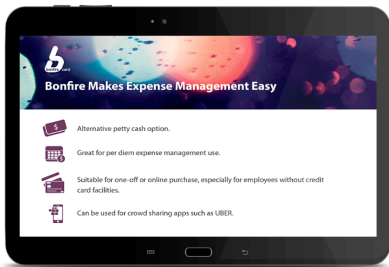 bonfire card
Bonfire Makes Expense Management Easy
Alternative petty cash option.
Great for per diem expense management use.
Suitable for one-off or online purchase, especially for employees without credit
card facilities.
Can be used for crowd sharing apps such as UBER.